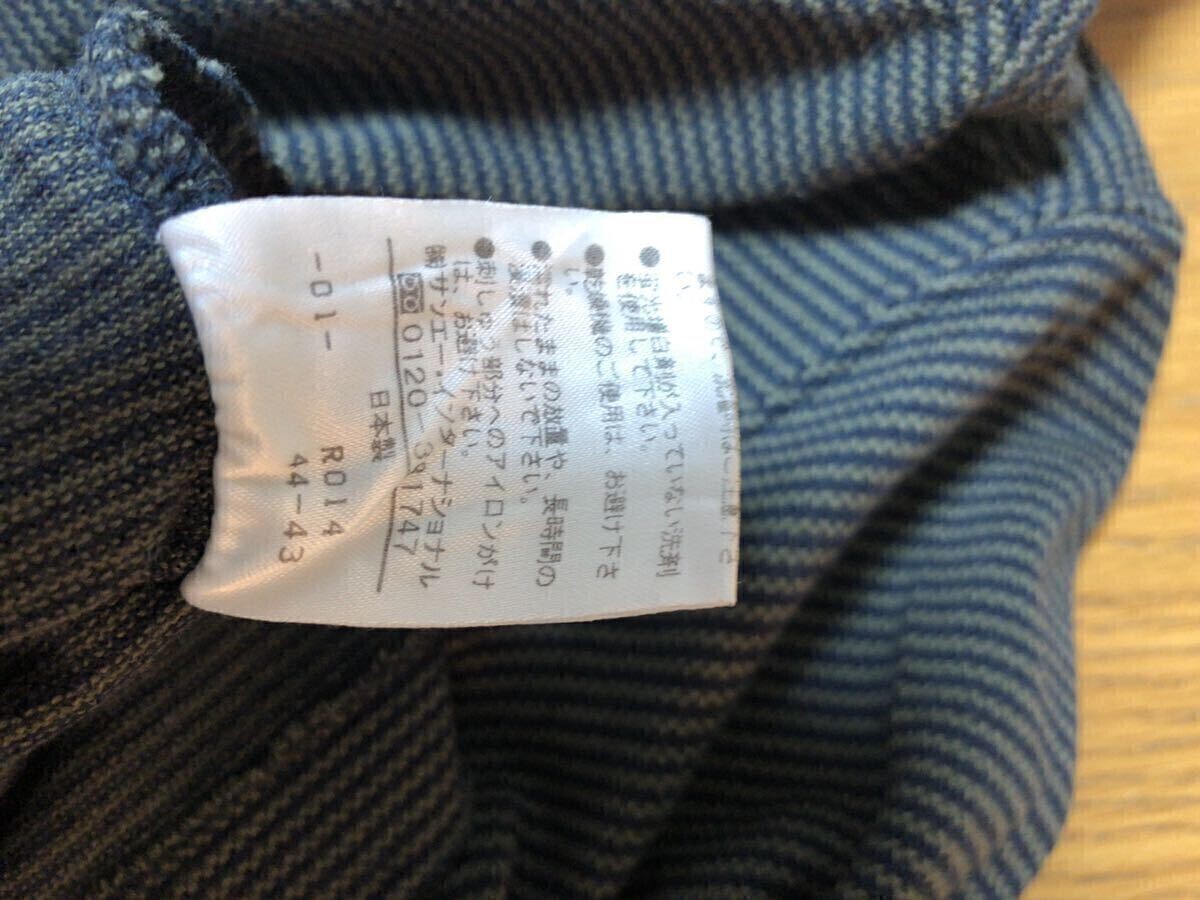 い。
●蛍光増白剤が入っていない洗剤
を使用して下さい。
●乾燥機のご使用は、お避け下さ
い。
●濡れたままの放置や、長時間の
洗濯はしないで下さい。
●刺しゅう部分へのアイロンがけ
は、お避け下さい。
㈱サンエー・インターナショナル
0120-391747
日本製
R014
-01-
44-43